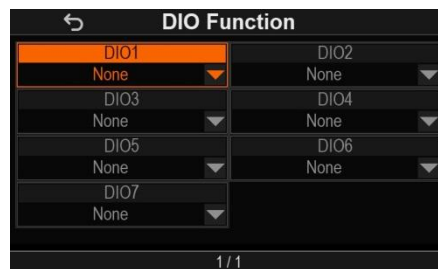 DIO Function
DIO1 DIO2
None None
DIO3 DIO4
None None
DIO5 DIO6
None None
DIO7
None
1/1